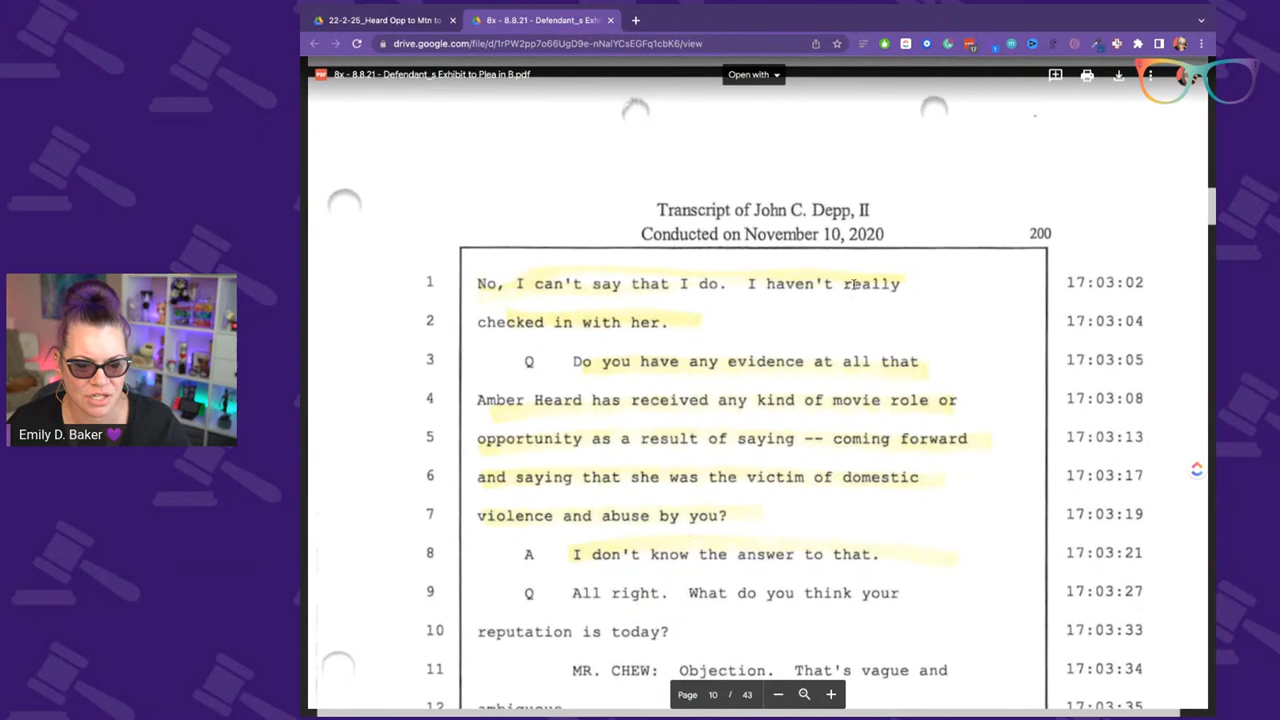 22-2-25_Heard Opp to Mtn to
8x - 8.8.21 - Defendant_s Exhi
drive.google.com/file/d/1rPW2pp7o66UgD9e-nNalYCsEGFq1cbK6/view
8x - 8.8.21 - Defendant_s Exhibit to Plea in B.pdf
Open with
Transcript of John C. Depp, II
Conducted on November 10, 2020
200
1 No, I can't say that I do. I haven't really 17:03:02
2 checked in with her. 17:03:04
3 Q Do you have any evidence at all that 17:03:05
4 Amber Heard has received any kind of movie role or 17:03:08
5 opportunity as a result of saying -- coming forward 17:03:13
6 and saying that she was the victim of domestic 17:03:17
7 violence and abuse by you? 17:03:19
8 A I don't know the answer to that. 17:03:21
9 Q All right. What do you think your 17:03:27
10 reputation is today? 17:03:33
11 MR. CHEW: Objection. That's vague and 17:03:34
12 ambiguous. 17:03:35
Page 10 / 43
Emily D. Baker 💜